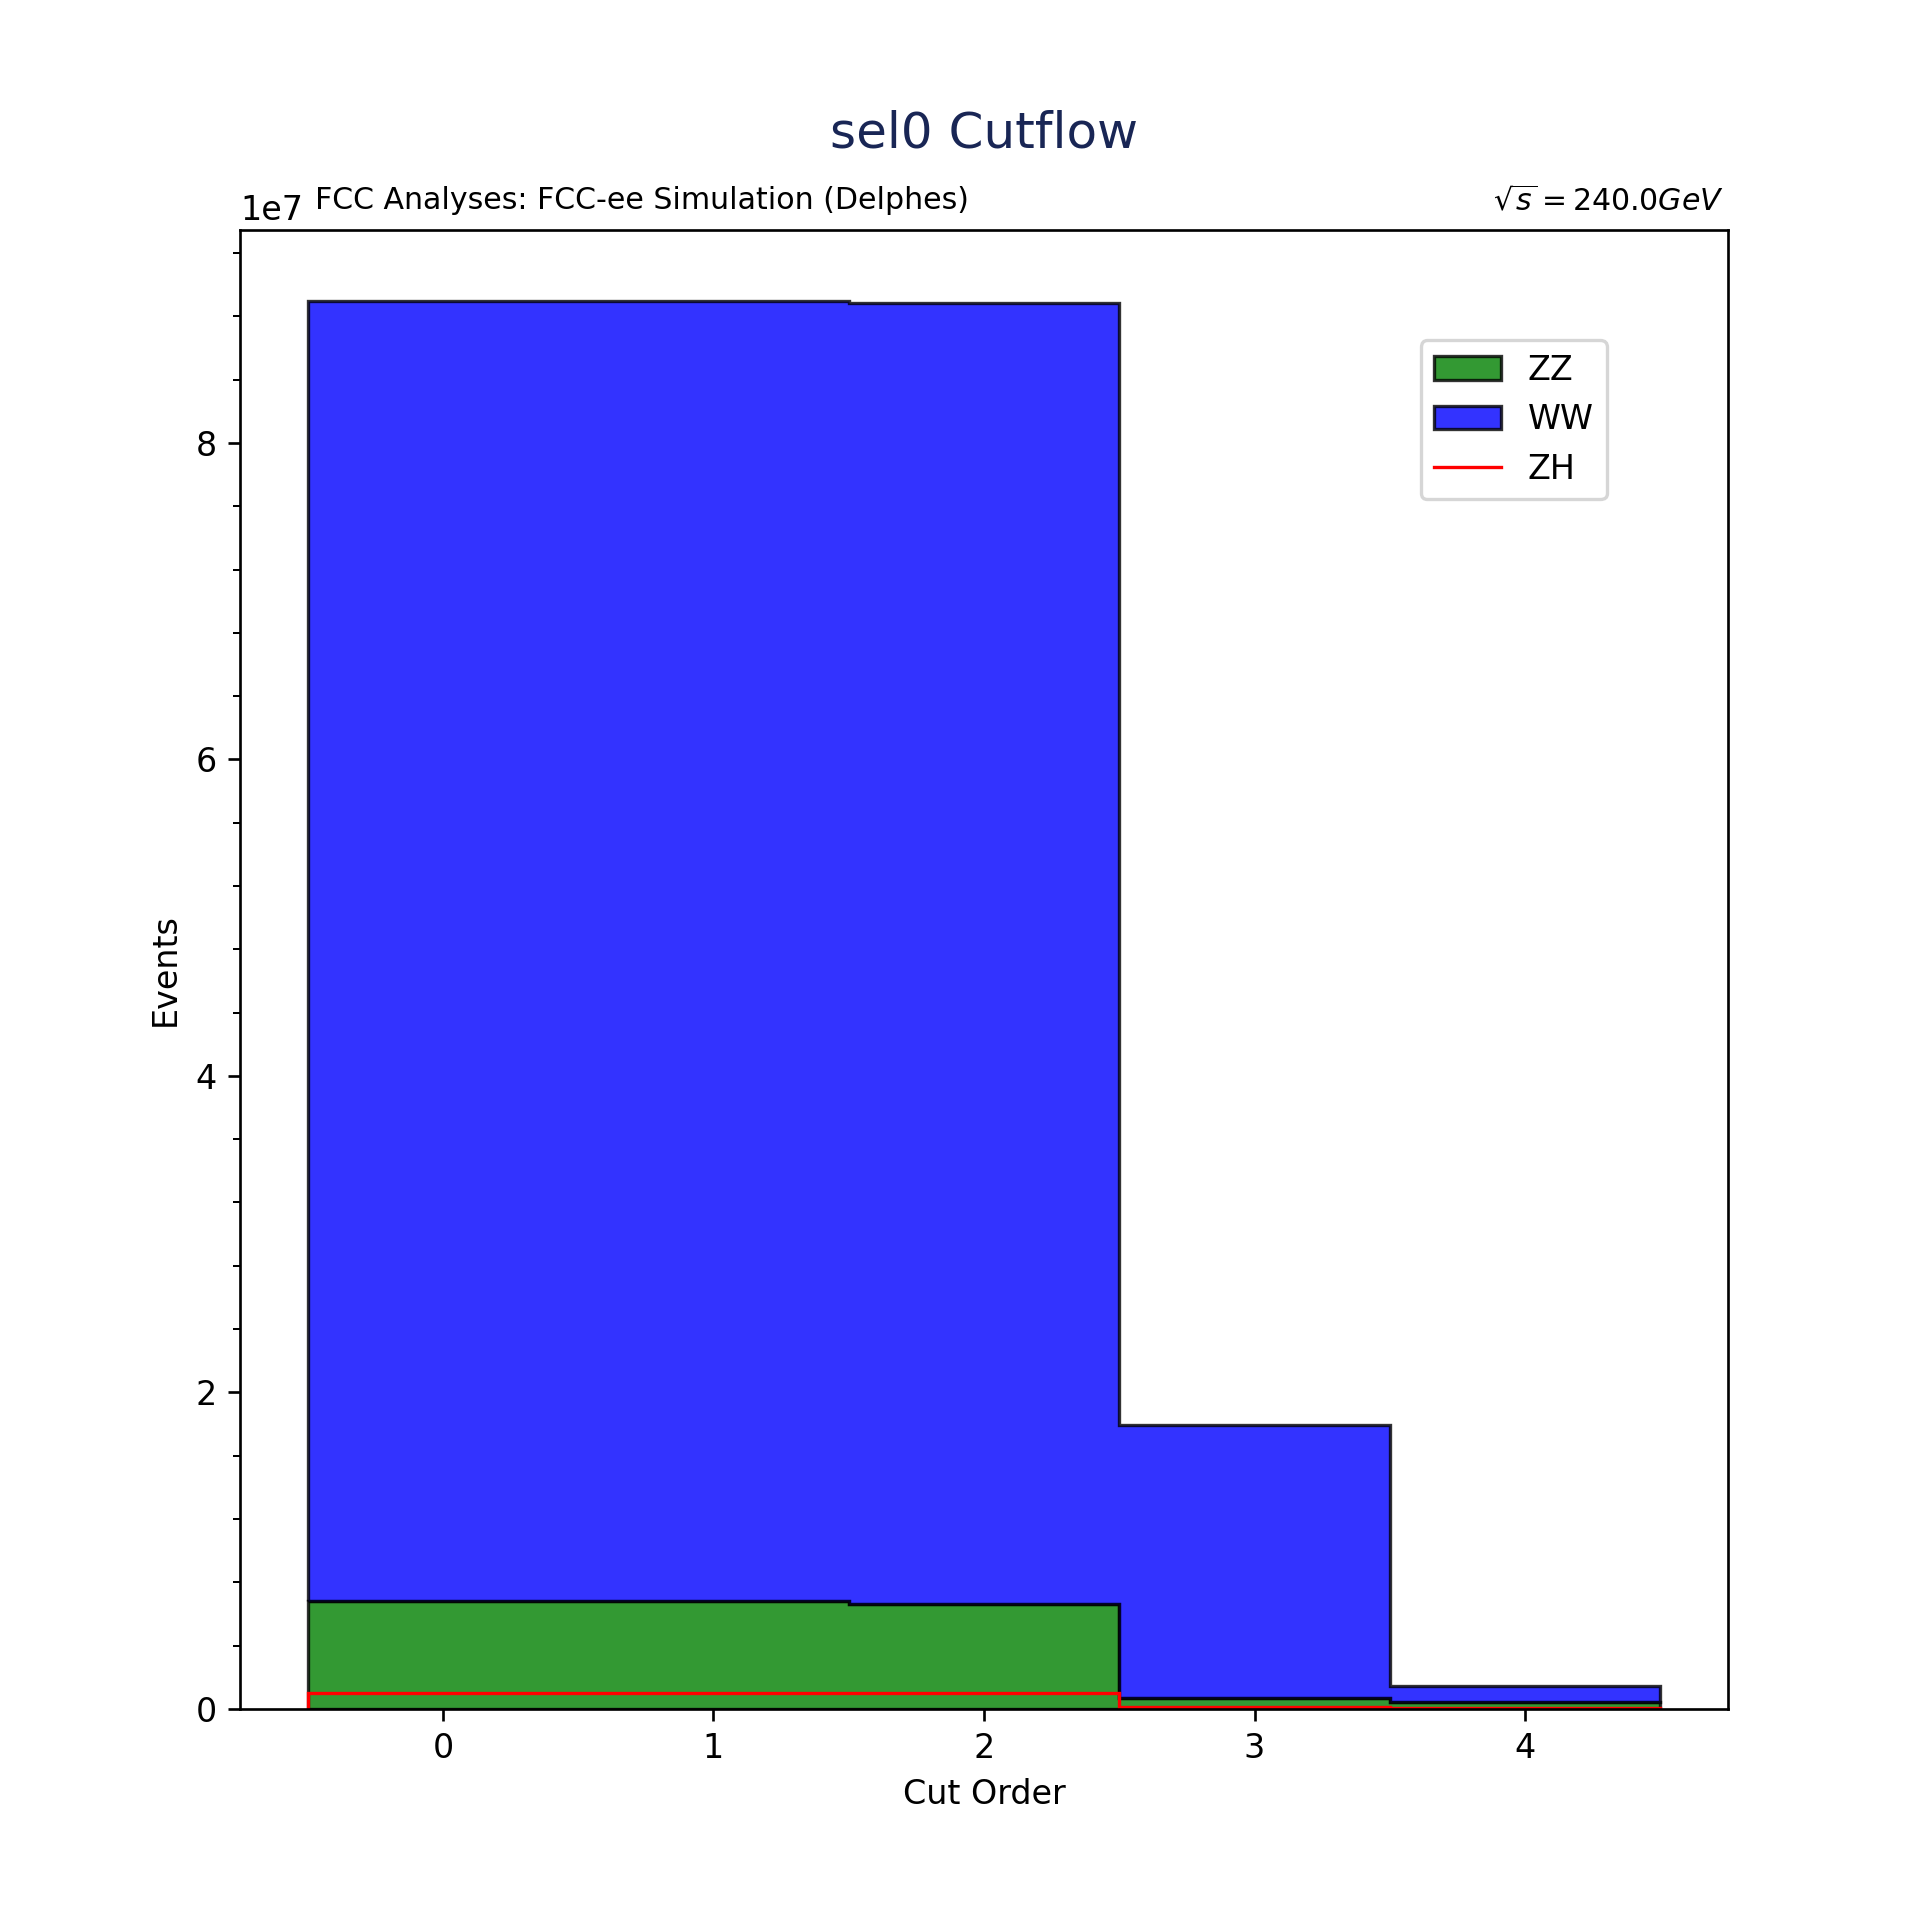 sel0 Cutflow
1e7 FCC Analyses: FCC-ee Simulation (Delphes) √s = 240.0GeV
ZZ
WW
ZH
8
6
4
2
0
Events
0 1 2 3 4
Cut Order